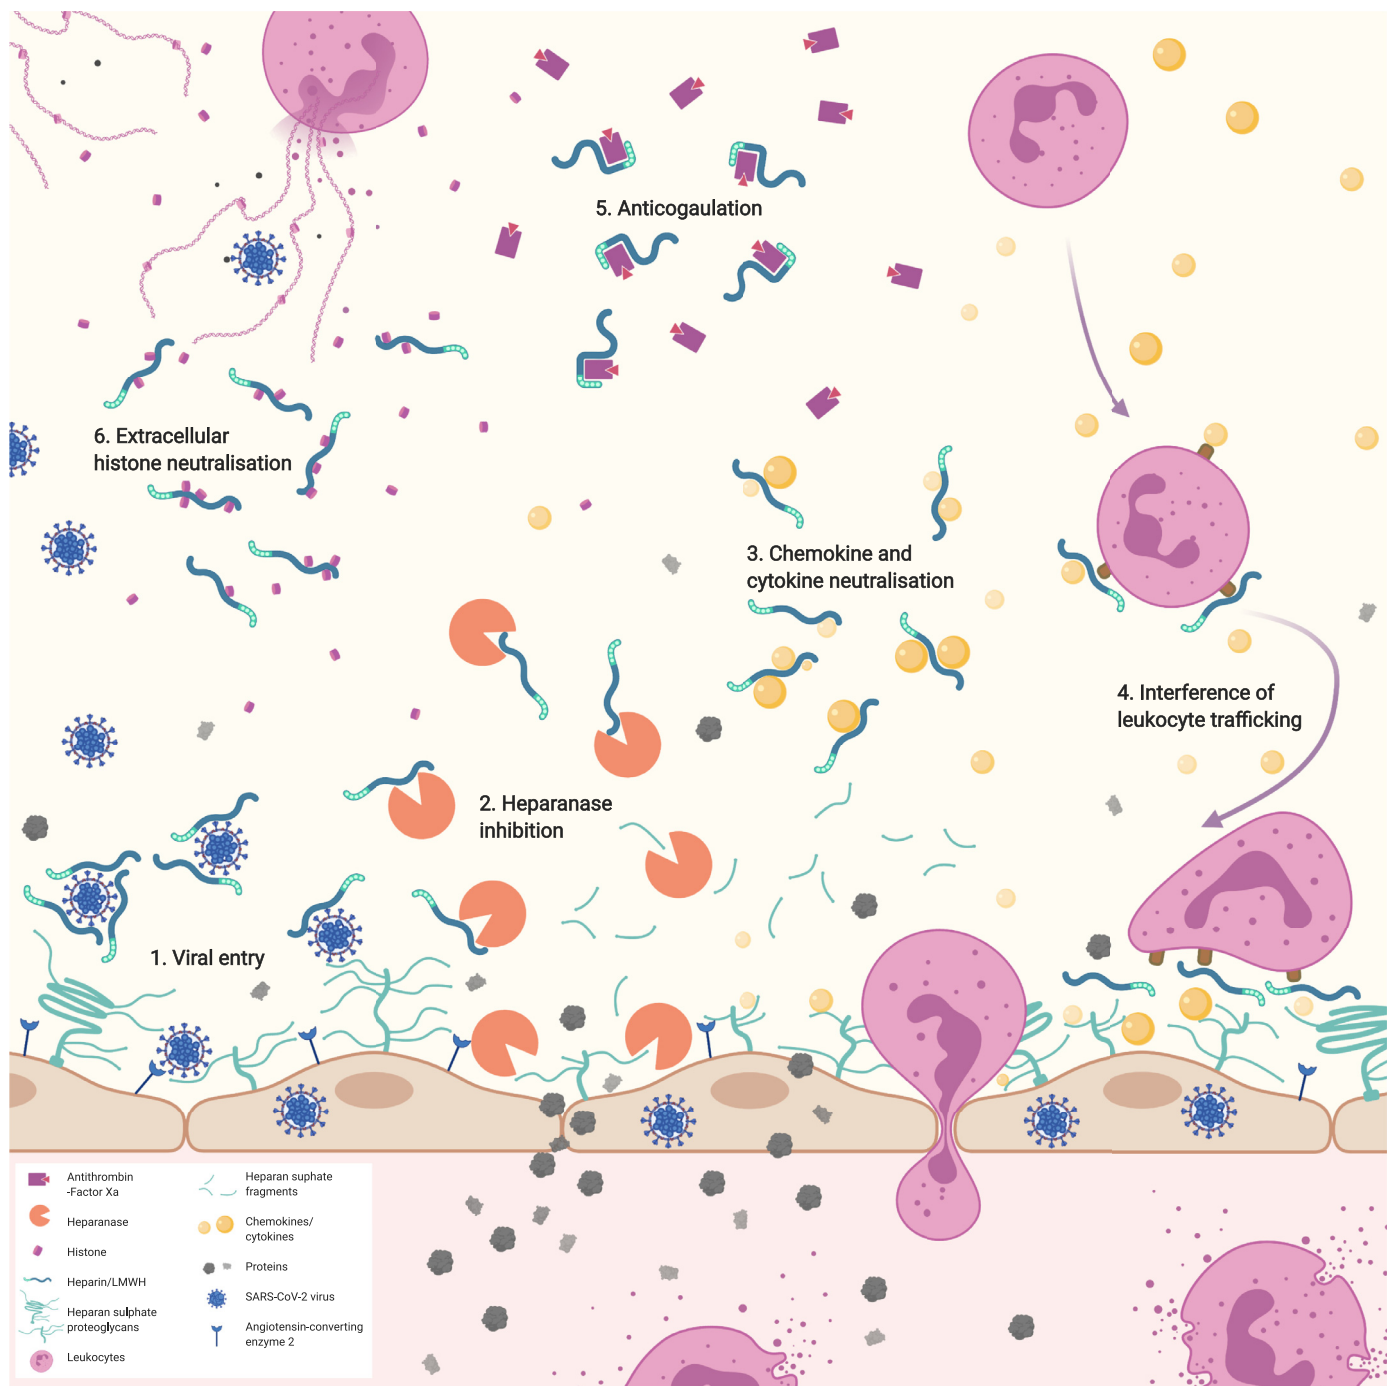 5. Anticogaulation
6. Extracellular
histone neutralisation
3. Chemokine and
cytokine neutralisation
4. Interference of
leukocyte trafficking
2. Heparanase
inhibition
1. Viral entry
Antithrombin
-Factor Xa
Heparanase
Histone
Heparin/LMWH
Heparan sulphate
proteoglycans
Leukocytes
Heparan suphate
fragments
Chemokines/
cytokines
Proteins
SARS-CoV-2 virus
Angiotensin-converting
enzyme 2